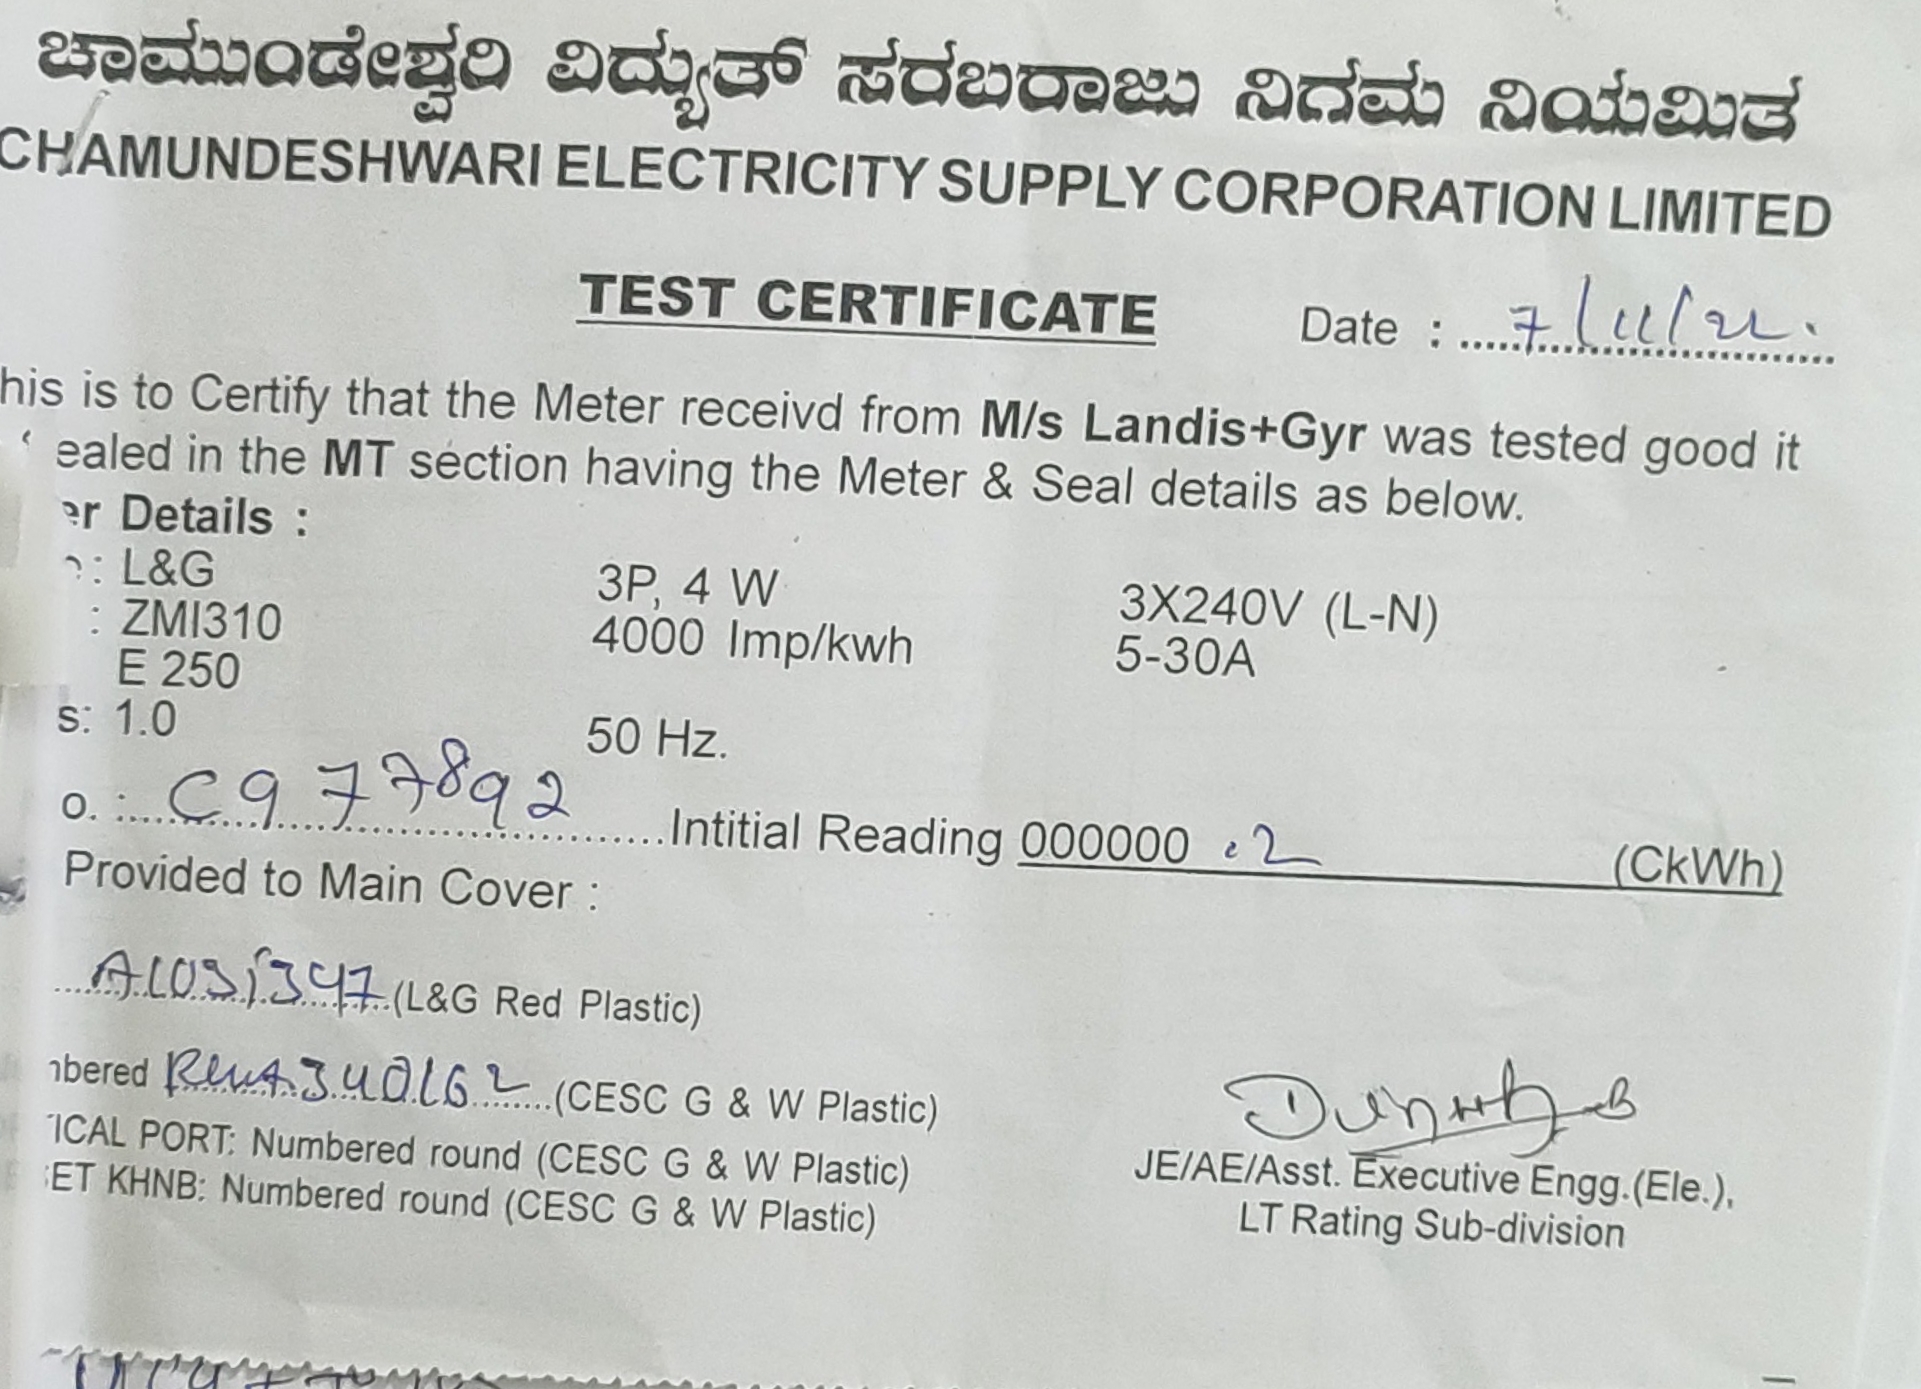 ಚಾಮುಂಡೇಶ್ವರಿ ವಿದ್ಯುತ್ ಸರಬರಾಜು ನಿಗಮ ನಿಯಮಿತ
CHAMUNDESHWARI ELECTRICITY SUPPLY CORPORATION LIMITED
TEST CERTIFICATE Date : 7/11/22.
his is to Certify that the Meter receivd from M/s Landis+Gyr was tested good it
ealed in the MT section having the Meter & Seal details as below.
er Details :
: L&G 3P, 4 W 3X240V (L-N)
: ZMI310 4000 Imp/kwh 5-30A
E 250
s: 1.0 50 Hz.
o. : C977892 Intitial Reading 000000 .2 (CkWh)
Provided to Main Cover :
(L&G Red Plastic)
bered (CESC G & W Plastic)
ICAL PORT: Numbered round (CESC G & W Plastic)
ET KHNB: Numbered round (CESC G & W Plastic)
JE/AE/Asst. Executive Engg.(Ele.),
LT Rating Sub-division